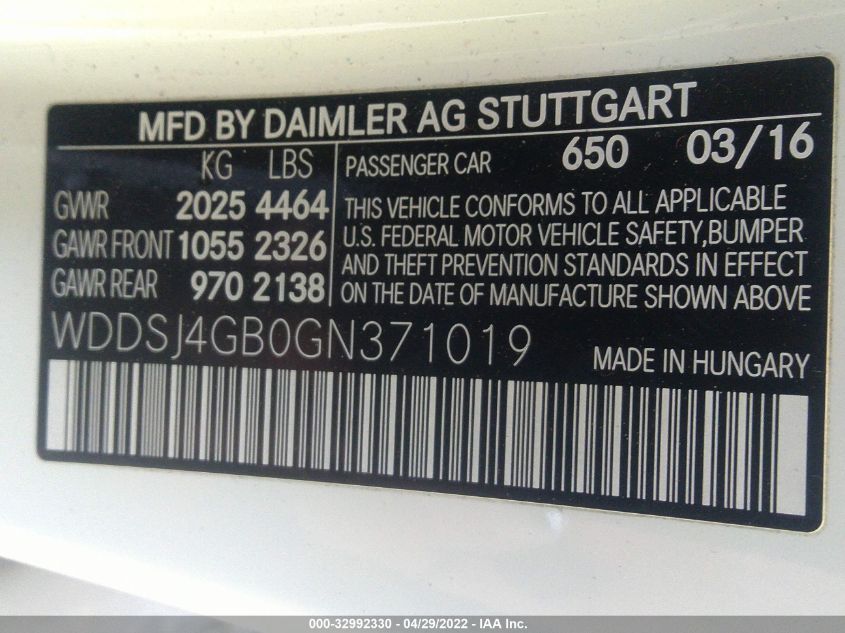 MFD BY DAIMLER AG STUTTGART
KG LBS
GVWR 2025 4464
GAWR FRONT 1055 2326
GAWR REAR 970 2138
PASSENGER CAR 650 03/16
THIS VEHICLE CONFORMS TO ALL APPLICABLE
U.S. FEDERAL MOTOR VEHICLE SAFETY,BUMPER
AND THEFT PREVENTION STANDARDS IN EFFECT
ON THE DATE OF MANUFACTURE SHOWN ABOVE
WDDSJ4GB0GN371019
MADE IN HUNGARY
000-32992330 - 04/29/2022 - IAA Inc.